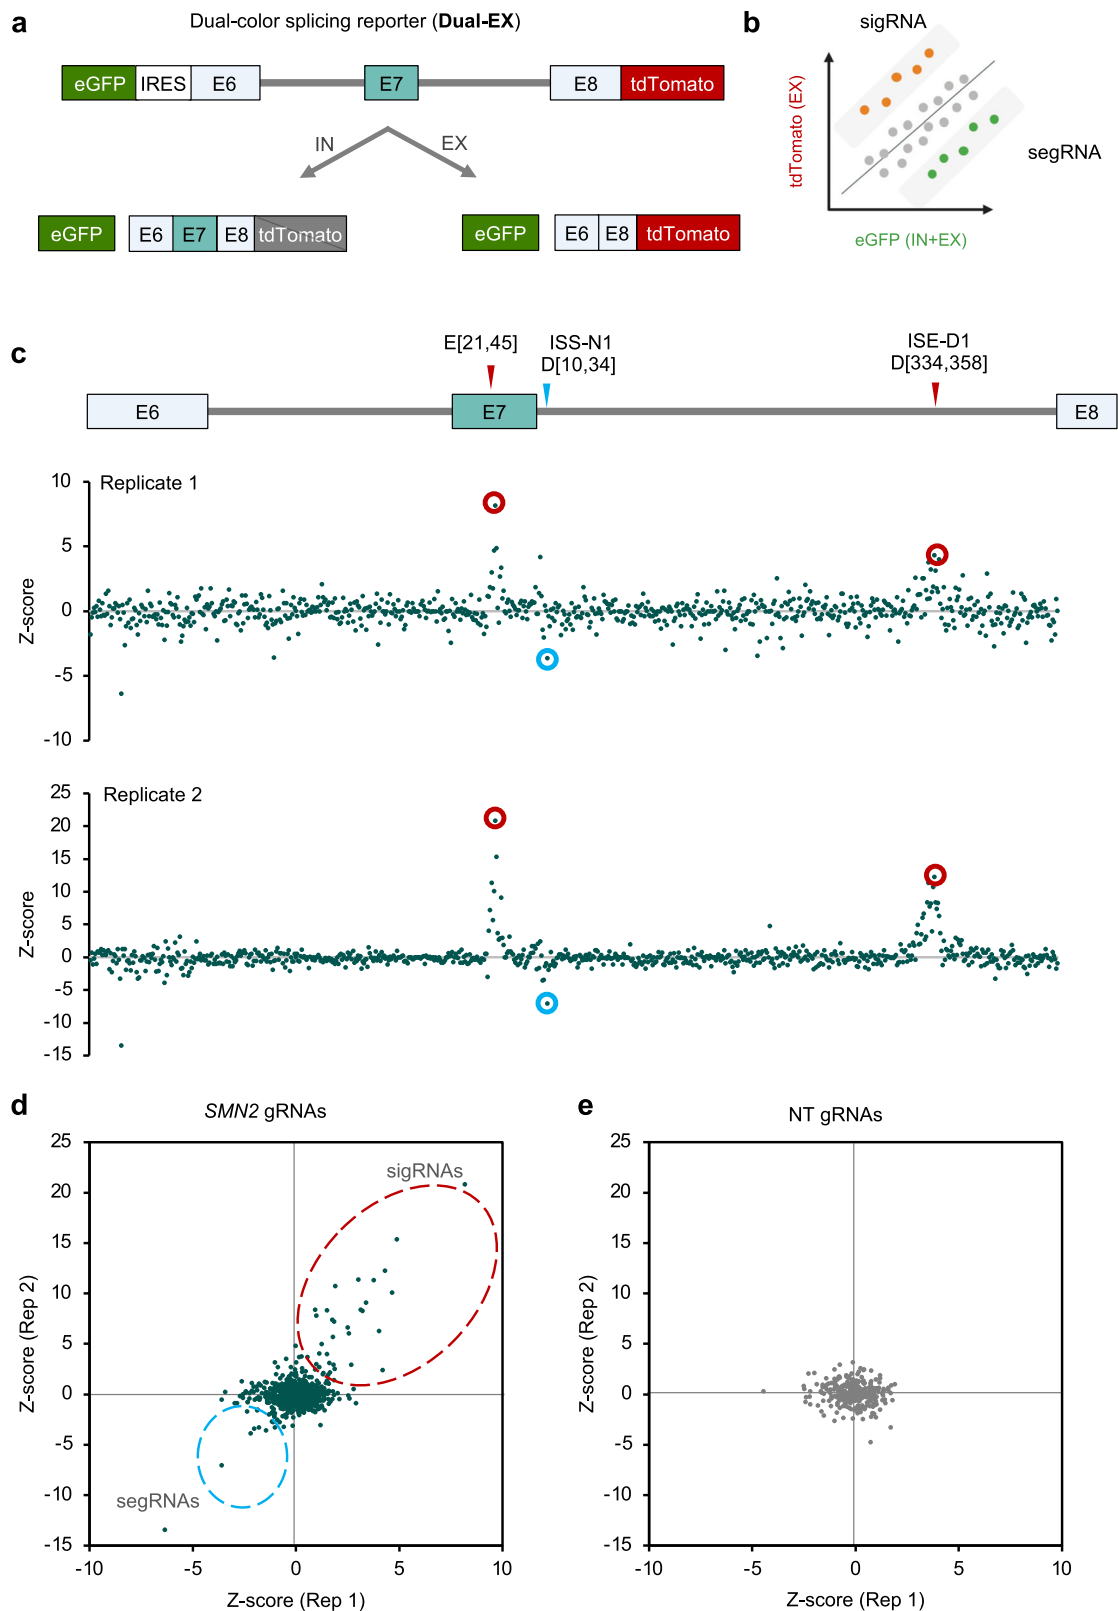 a
Dual-color splicing reporter (Dual-EX)
eGFP IRES E6 E7 E8 tdTomato
IN EX
eGFP E6 E7 E8 tdTomato
eGFP E6 E8 tdTomato
b
sigRNA
segRNA
tdTomato (EX)
eGFP (IN+EX)
c
E[21,45] ISS-N1 ISE-D1
D[10,34] D[334,358]
E6 E7 E8
Replicate 1
10
5
0
-5
-10
Z-score
Replicate 2
25
20
15
10
5
0
-5
-10
-15
Z-score
d
SMN2 gRNAs
sigRNAs
segRNAs
25
20
15
10
5
0
-5
-10
-15
-10 -5 0 5 10
Z-score (Rep 2)
Z-score (Rep 1)
e
NT gRNAs
25
20
15
10
5
0
-5
-10
-15
-10 -5 0 5 10
Z-score (Rep 2)
Z-score (Rep 1)